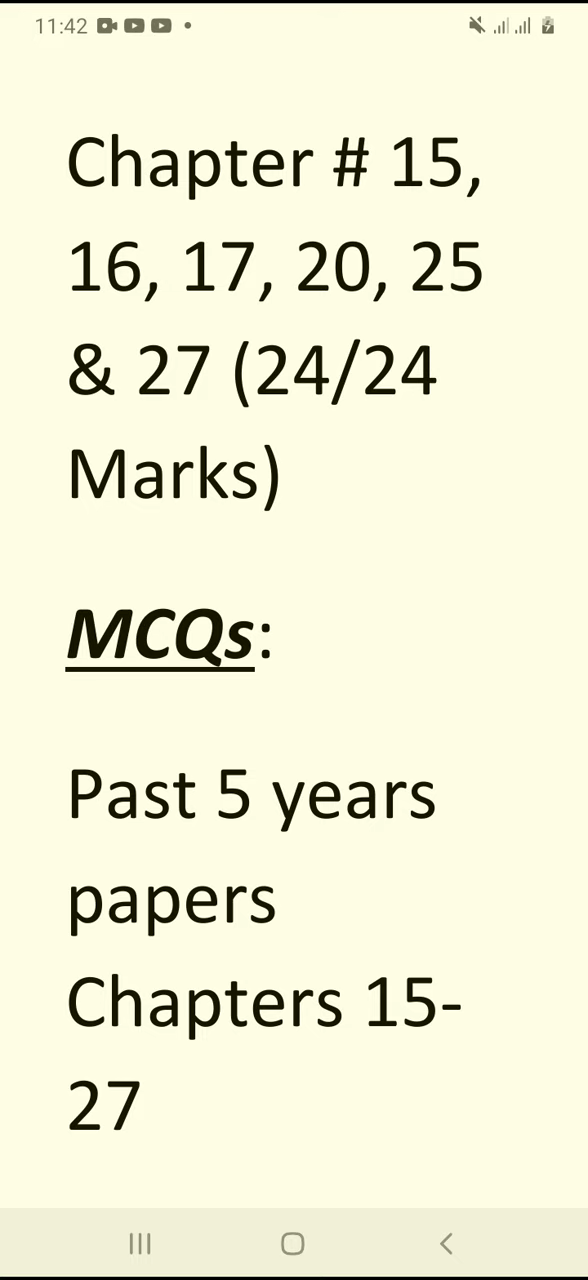 11:42
Chapter # 15,
16, 17, 20, 25
& 27 (24/24
Marks)
MCQs:
Past 5 years
papers
Chapters 15-
27